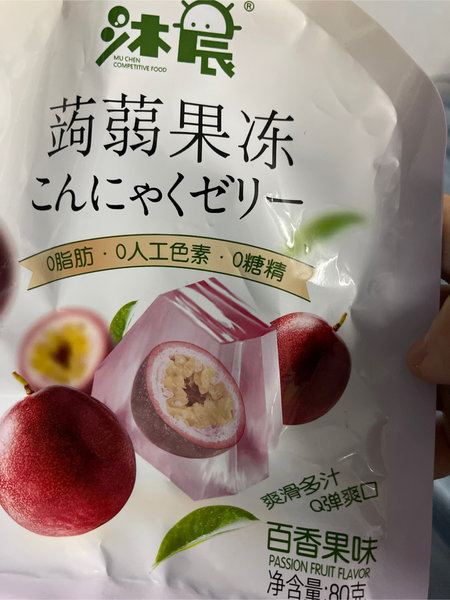 沐晨
®
MU CHEN
COMPETITIVE FOOD
蒟蒻果冻
こんにゃくゼリー
0脂肪·0人工色素·0糖精
爽滑多汁
Q弹爽口
百香果味
PASSION FRUIT FLAVOR
净含量:80克